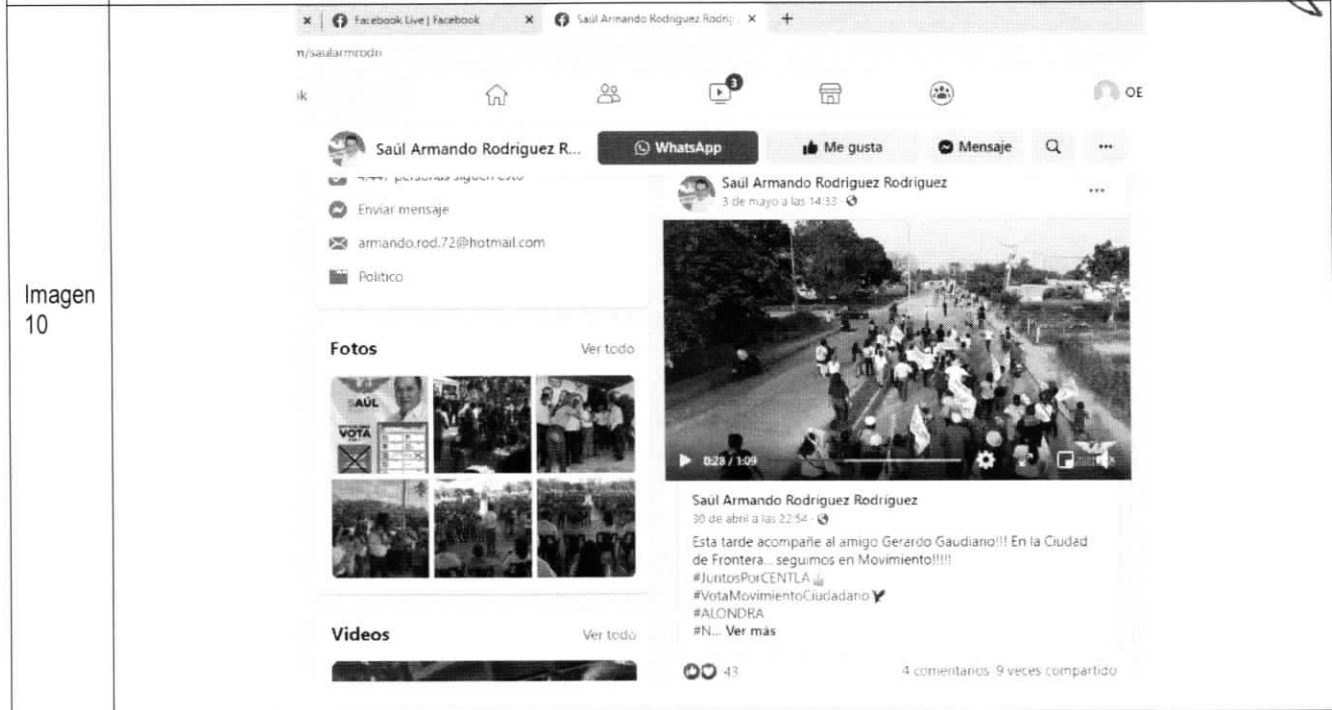 Facebook Live | Facebook
Saúl Armando Rodriguez Rodrig
m/saularmrodri
ok
3
OE
Saúl Armando Rodriguez R...
WhatsApp
Me gusta
Mensaje
personas siguen esto
Enviar mensaje
armando.rod.72@hotmail.com
Político
Fotos
Ver todo
SAÚL
VOTA
Videos
Ver todo
Saúl Armando Rodriguez Rodriguez
3 de mayo a las 14:33
0:28 / 1:09
Saúl Armando Rodriguez Rodriguez
30 de abril a las 22:54
Esta tarde acompañe al amigo Gerardo Gaudiano!!! En la Ciudad
de Frontera... seguimos en Movimiento!!!!!
#JuntosPorCENTLA
#VotaMovimientoCiudadano
#ALONDRA
#N... Ver más
43
4 comentarios 9 veces compartido
Imagen
10